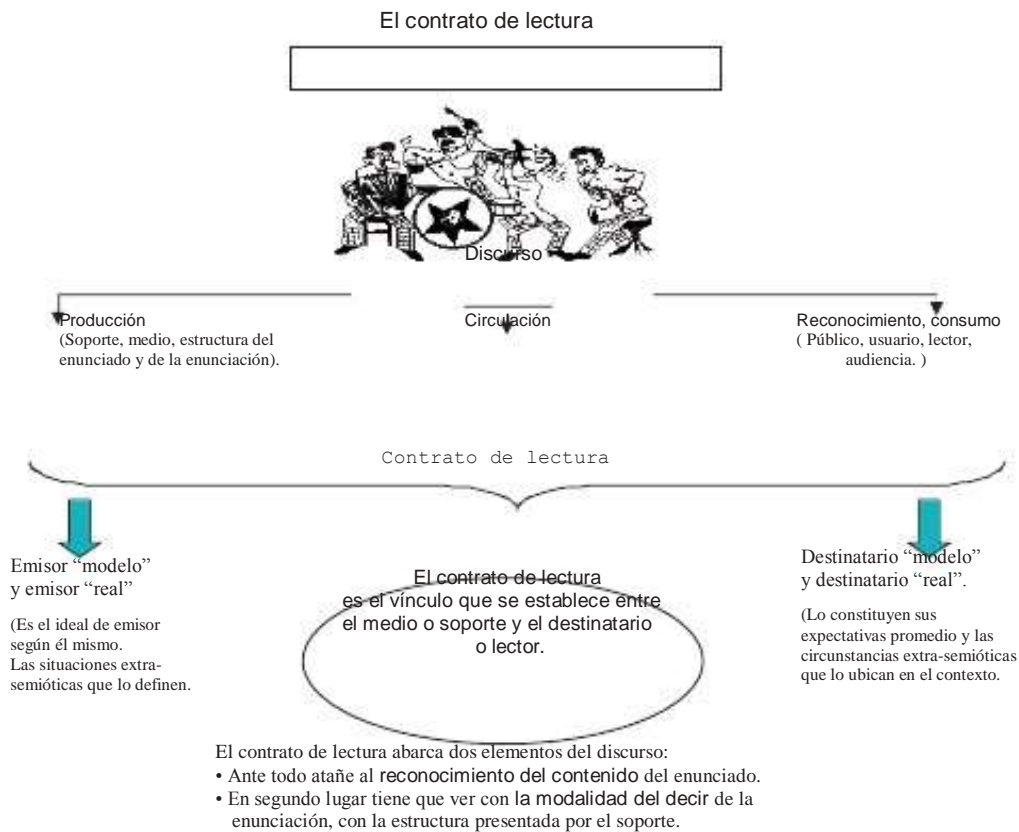 El contrato de lectura
Discurso
Producción
(Soporte, medio, estructura del
enunciado y de la enunciación).
Circulación
Reconocimiento, consumo
( Público, usuario, lector,
audiencia. )
Contrato de lectura
Emisor “modelo”
y emisor “real”
(Es el ideal de emisor
según él mismo.
Las situaciones extra-
semióticas que lo definen.
El contrato de lectura
es el vínculo que se establece entre
el medio o soporte y el destinatario
o lector.
Destinatario “modelo”
y destinatario “real”.
(Lo constituyen sus
expectativas promedio y las
circunstancias extra-semióticas
que lo ubican en el contexto.
El contrato de lectura abarca dos elementos del discurso:
• Ante todo atañe al reconocimiento del contenido del enunciado.
• En segundo lugar tiene que ver con la modalidad del decir de la
enunciación, con la estructura presentada por el soporte.